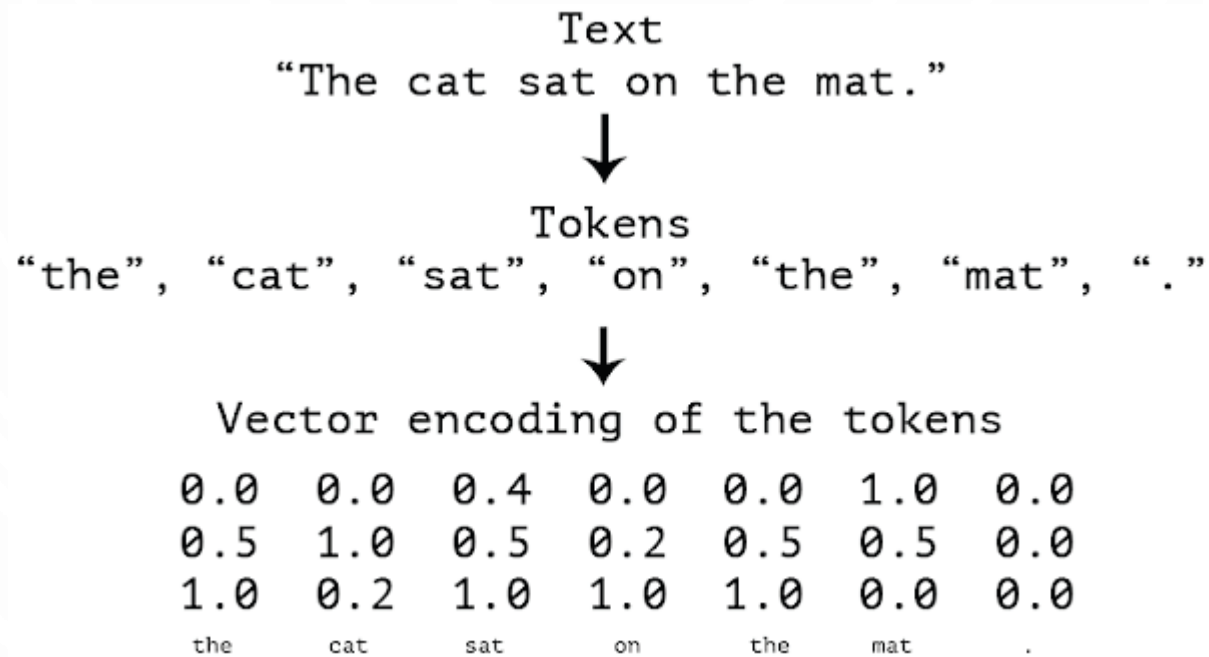 Text
“The cat sat on the mat.”
Tokens
“the”, “cat”, “sat”, “on”, “the”, “mat”, “.”
Vector encoding of the tokens
0.0 0.0 0.4 0.0 0.0 1.0 0.0
0.5 1.0 0.5 0.2 0.5 0.5 0.0
1.0 0.2 1.0 1.0 1.0 0.0 0.0
the cat sat on the mat .